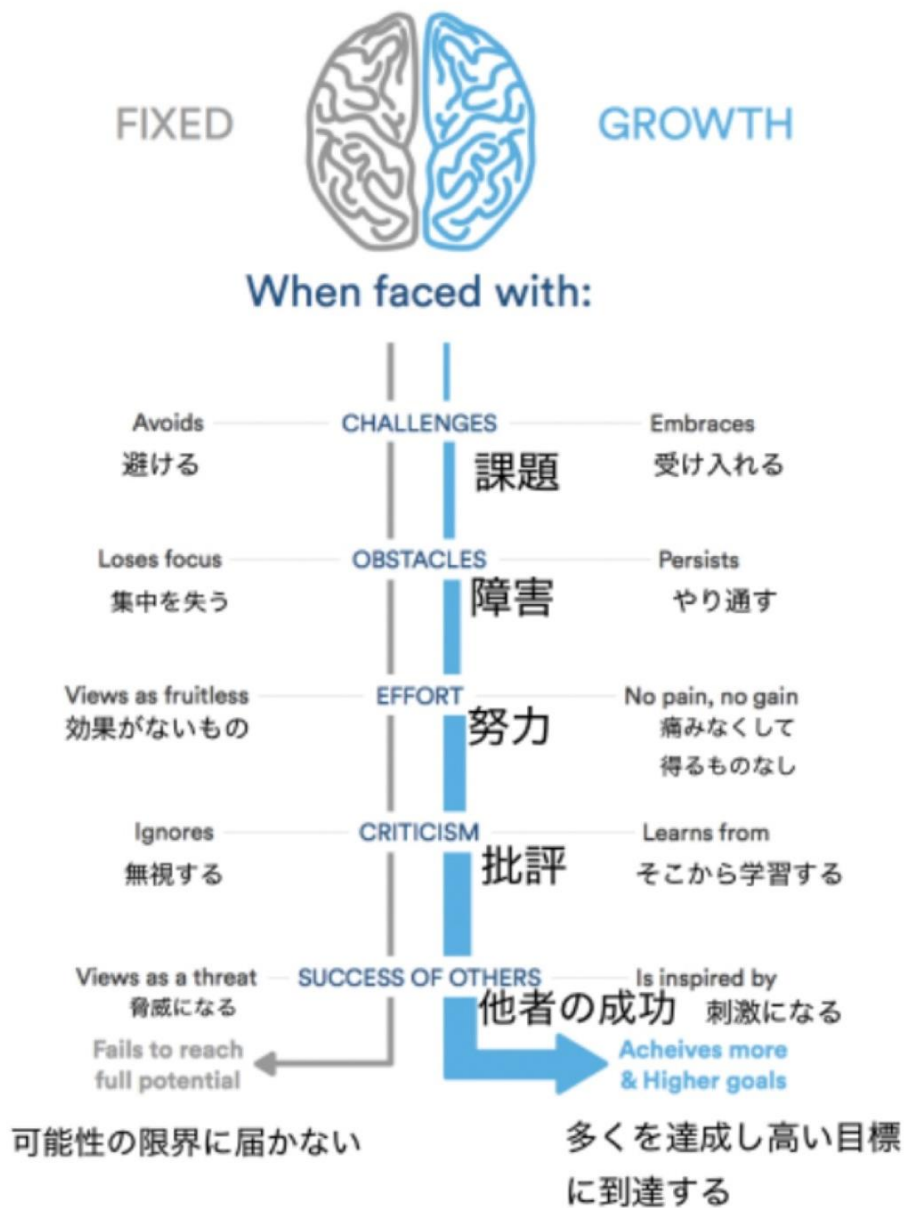 FIXED
GROWTH
When faced with:
Avoids
CHALLENGES
Embraces
避ける
課題
受け入れる
Loses focus
OBSTACLES
Persists
集中を失う
障害
やり通す
Views as fruitless
EFFORT
No pain, no gain
効果がないもの
努力
痛みなくして
得るものなし
Ignores
CRITICISM
Learns from
無視する
批評
そこから学習する
Views as a threat
SUCCESS OF OTHERS
Is inspired by
脅威になる
他者の成功
刺激になる
Fails to reach
full potential
Acheives more
& Higher goals
可能性の限界に届かない
多くを達成し高い目標
に到達する